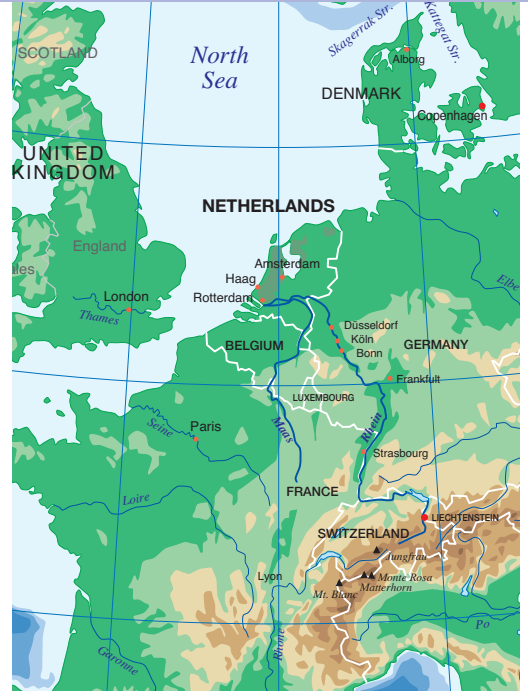 Skagerrak Str.
Kattegat Str.
SCOTLAND
North
Sea
Alborg
DENMARK
Copenhagen
UNITED
KINGDOM
NETHERLANDS
England
les
Amsterdam
Haag
Rotterdam
Elbe
London
Thames
Düsseldorf
Köln
Bonn
BELGIUM
GERMANY
Frankfult
LUXEMBOURG
Seine
Paris
Maas
Rhein
Strasbourg
Loire
FRANCE
LIECHTENSTEIN
SWITZERLAND
Jungfrau
Lyon
Monte Rosa
Matterhorn
Mt. Blanc
Po
Garonne
Rhone